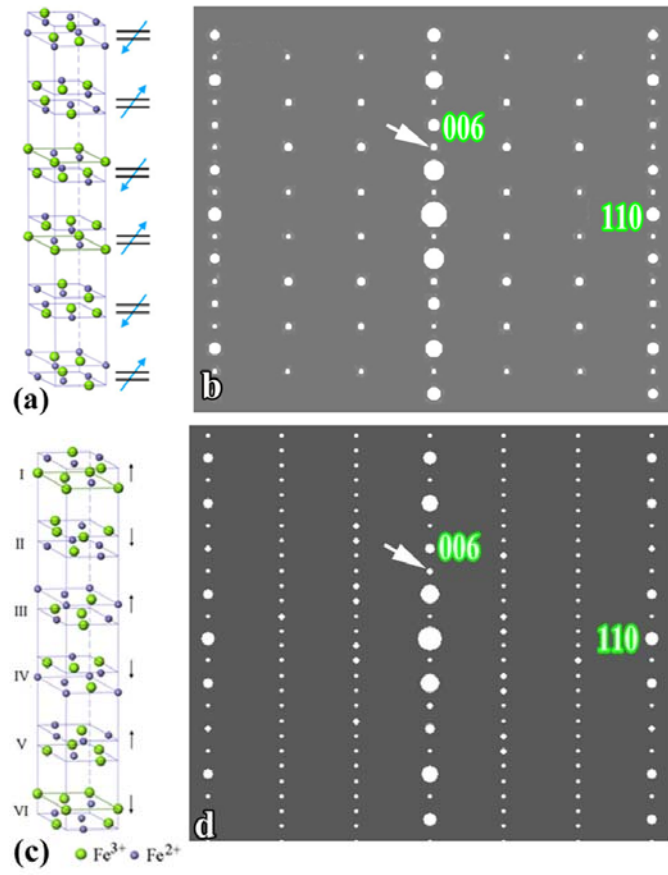 006
110
(a)
b
I
006
II
III
110
IV
V
VI
d
(c)
Fe3+ Fe2+